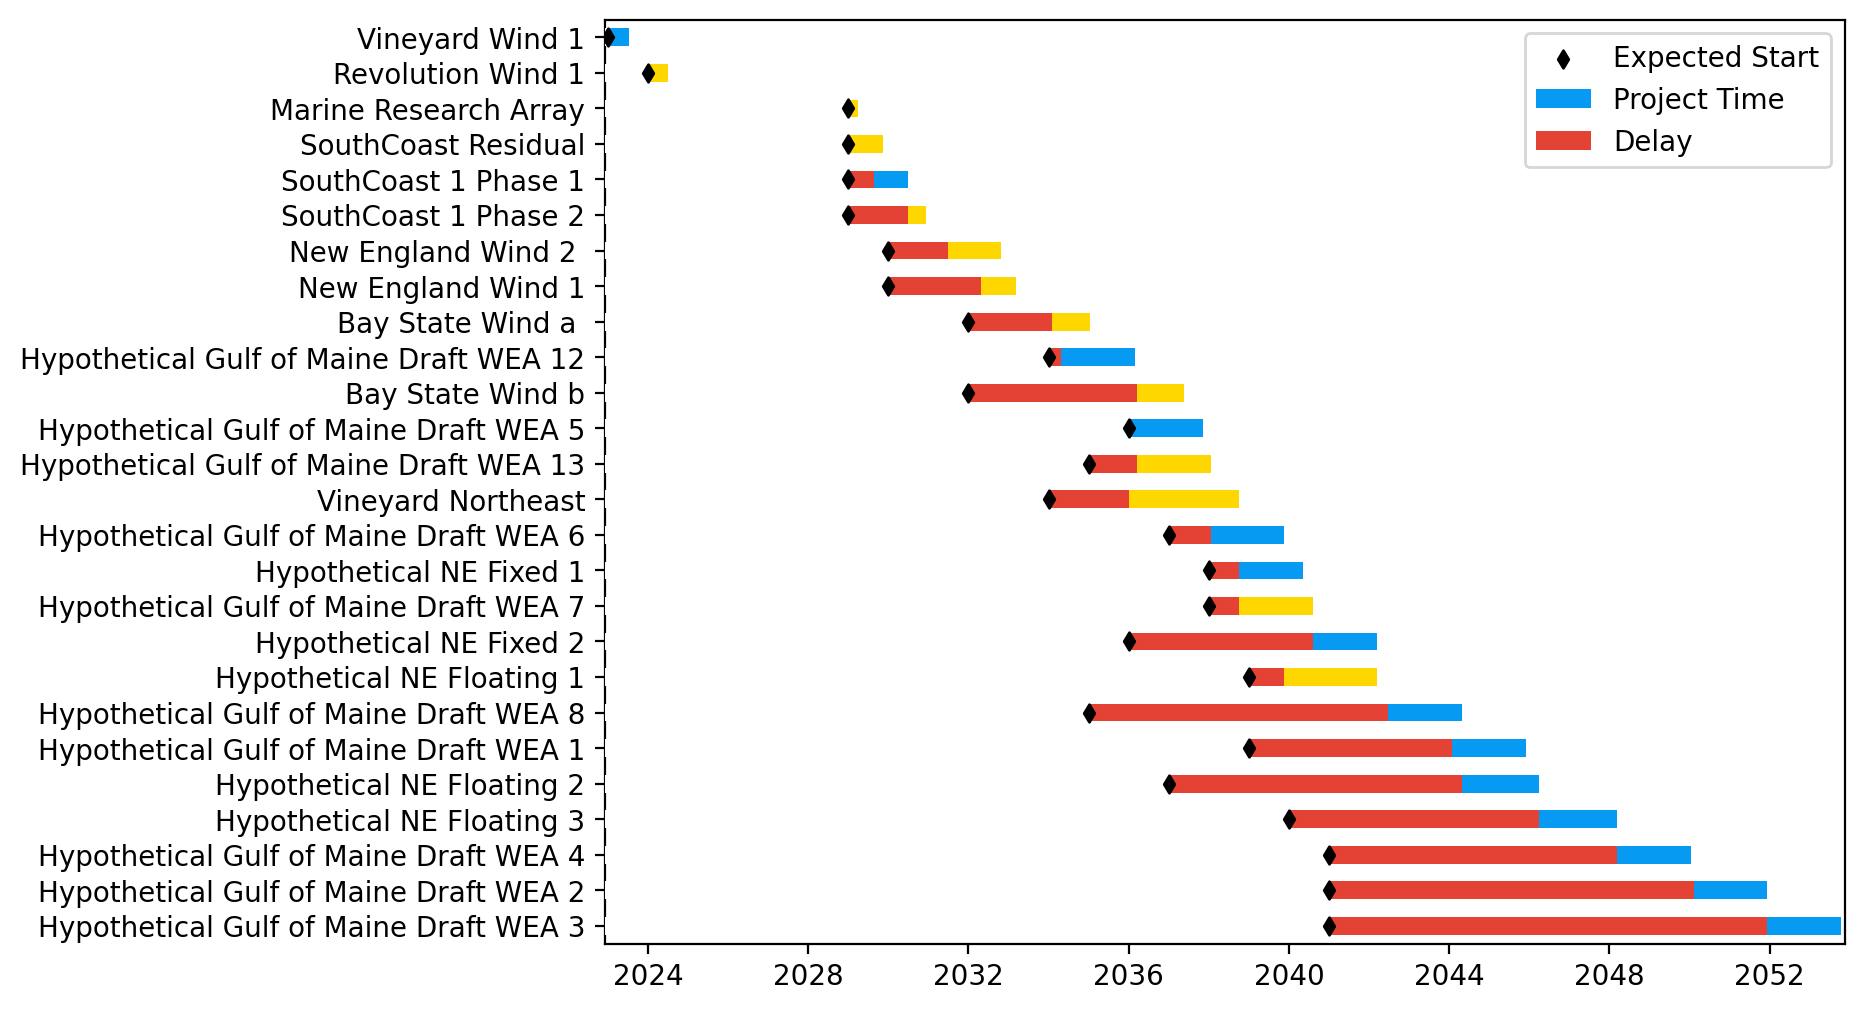 Vineyard Wind 1
Revolution Wind 1
Marine Research Array
SouthCoast Residual
SouthCoast 1 Phase 1
SouthCoast 1 Phase 2
New England Wind 2
New England Wind 1
Bay State Wind a
Hypothetical Gulf of Maine Draft WEA 12
Bay State Wind b
Hypothetical Gulf of Maine Draft WEA 5
Hypothetical Gulf of Maine Draft WEA 13
Vineyard Northeast
Hypothetical Gulf of Maine Draft WEA 6
Hypothetical NE Fixed 1
Hypothetical Gulf of Maine Draft WEA 7
Hypothetical NE Fixed 2
Hypothetical NE Floating 1
Hypothetical Gulf of Maine Draft WEA 8
Hypothetical Gulf of Maine Draft WEA 1
Hypothetical NE Floating 2
Hypothetical NE Floating 3
Hypothetical Gulf of Maine Draft WEA 4
Hypothetical Gulf of Maine Draft WEA 2
Hypothetical Gulf of Maine Draft WEA 3
Expected Start
Project Time
Delay
2024 2028 2032 2036 2040 2044 2048 2052